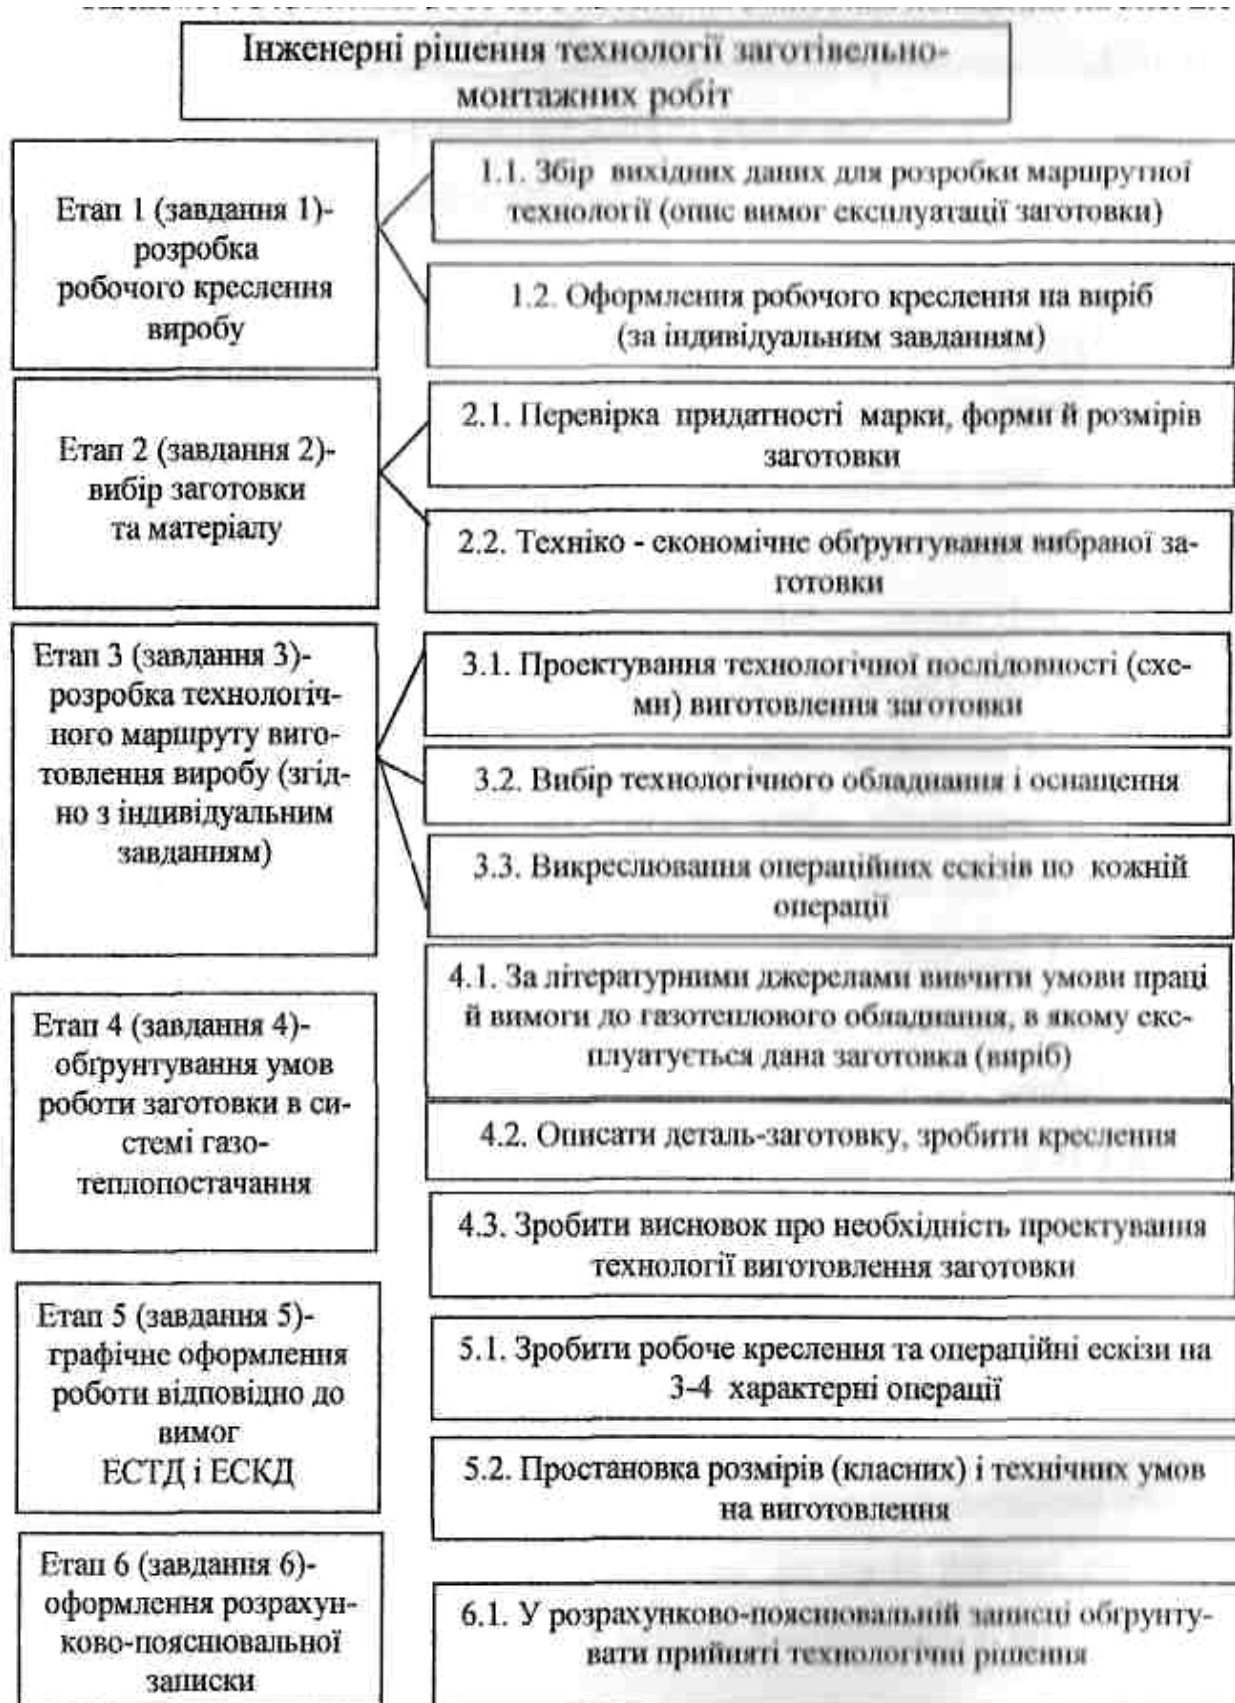 Інженерні рішення технології заготівельно-
монтажних робіт
Етап 1 (завдання 1)-
розробка
робочого креслення
виробу
1.1. Збір вихідних даних для розробки маршрутної
технології (опис вимог експлуатації заготовки)
1.2. Оформлення робочого креслення на виріб
(за індивідуальним завданням)
Етап 2 (завдання 2)-
вибір заготовки
та матеріалу
2.1. Перевірка придатності марки, форми й розмірів
заготовки
2.2. Техніко - економічне обґрунтування вибраної за-
готовки
Етап 3 (завдання 3)-
розробка технологіч-
ного маршруту виго-
товлення виробу (згід-
но з індивідуальним
завданням)
3.1. Проектування технологічної послідовності (схе-
ми) виготовлення заготовки
3.2. Вибір технологічного обладнання і оснащення
3.3. Викреслювання операційних ескізів по кожній
операції
Етап 4 (завдання 4)-
обґрунтування умов
роботи заготовки в си-
стемі газо-
теплопостачання
4.1. За літературними джерелами вивчити умови праці
й вимоги до газотеплового обладнання, в якому екс-
плуатується дана заготовка (виріб)
4.2. Описати деталь-заготовку, зробити креслення
4.3. Зробити висновок про необхідність проектування
технології виготовлення заготовки
Етап 5 (завдання 5)-
графічне оформлення
роботи відповідно до
вимог
ЕСТД і ЕСКД
5.1. Зробити робоче креслення та операційні ескізи на
3-4 характерні операції
5.2. Простановка розмірів (класних) і технічних умов
на виготовлення
Етап 6 (завдання 6)-
оформлення розрахун-
ково-пояснювальної
записки
6.1. У розрахунково-пояснювальній записці обґрунту-
вати прийняті технологічні рішення